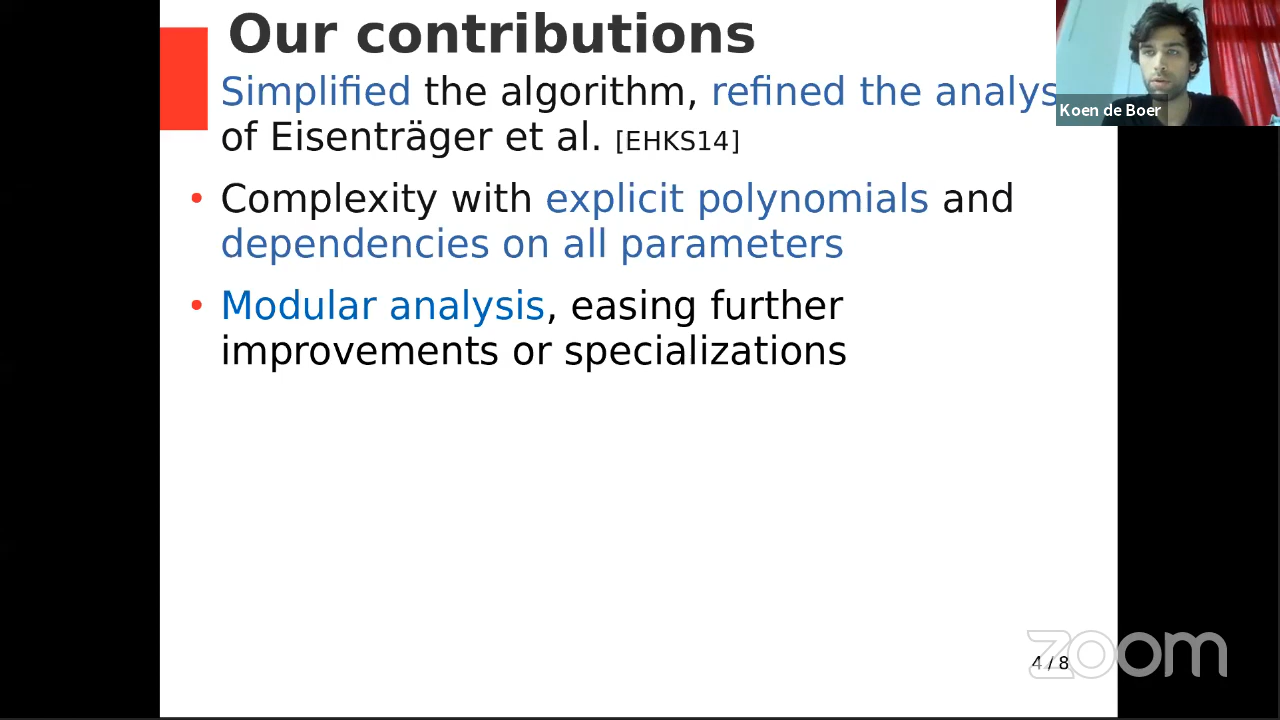 Our contributions
Simplified the algorithm, refined the analys
of Eisenträger et al. [EHKS14]
• Complexity with explicit polynomials and
dependencies on all parameters
• Modular analysis, easing further
improvements or specializations
Koen de Boer
4 / 8
zoom